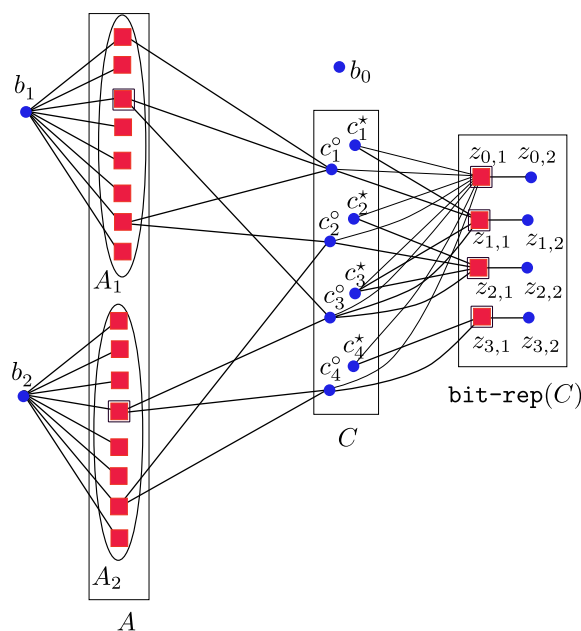 b₁
A₁
b₂
A₂
A
b₀
c₁° c₁⋆
c₂° c₂⋆
c₃° c₃⋆
c₄° c₄⋆
C
z₀,₁ z₀,₂
z₁,₁ z₁,₂
z₂,₁ z₂,₂
z₃,₁ z₃,₂
bit-rep(C)